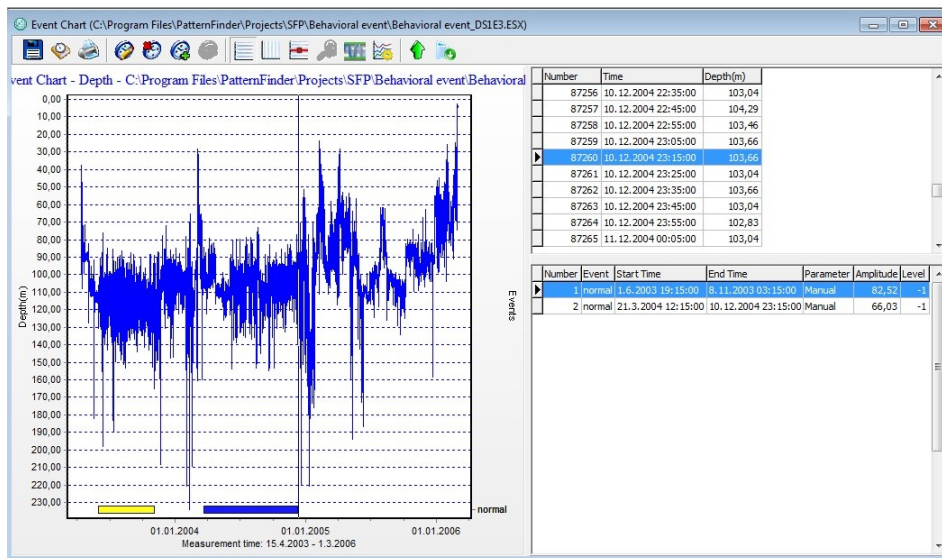 Event Chart (C:\Program Files\PatternFinder\Projects\SFP\Behavioral event\Behavioral event_DS1E3.ESX)
vent Chart - Depth - C:\Program Files\PatternFinder\Projects\SFP\Behavioral event\Behavioral
0,00
10,00
20,00
30,00
40,00
50,00
60,00
70,00
80,00
90,00
100,00
110,00
120,00
130,00
140,00
150,00
160,00
170,00
180,00
190,00
200,00
210,00
220,00
230,00
Depth(m)
Events
normal
01.01.2004 01.01.2005 01.01.2006
Measurement time: 15.4.2003 - 1.3.2006
Number Time Depth(m)
87256 10.12.2004 22:35:00 103,04
87257 10.12.2004 22:45:00 104,29
87258 10.12.2004 22:55:00 103,46
87259 10.12.2004 23:05:00 103,66
87260 10.12.2004 23:15:00 103,66
87261 10.12.2004 23:25:00 103,04
87262 10.12.2004 23:35:00 103,66
87263 10.12.2004 23:45:00 103,04
87264 10.12.2004 23:55:00 102,83
87265 11.12.2004 00:05:00 103,04
Number Event Start Time End Time Parameter Amplitude Level
1 normal 1.6.2003 19:15:00 8.11.2003 03:15:00 Manual 82,52 -1
2 normal 21.3.2004 12:15:00 10.12.2004 23:15:00 Manual 66,03 -1